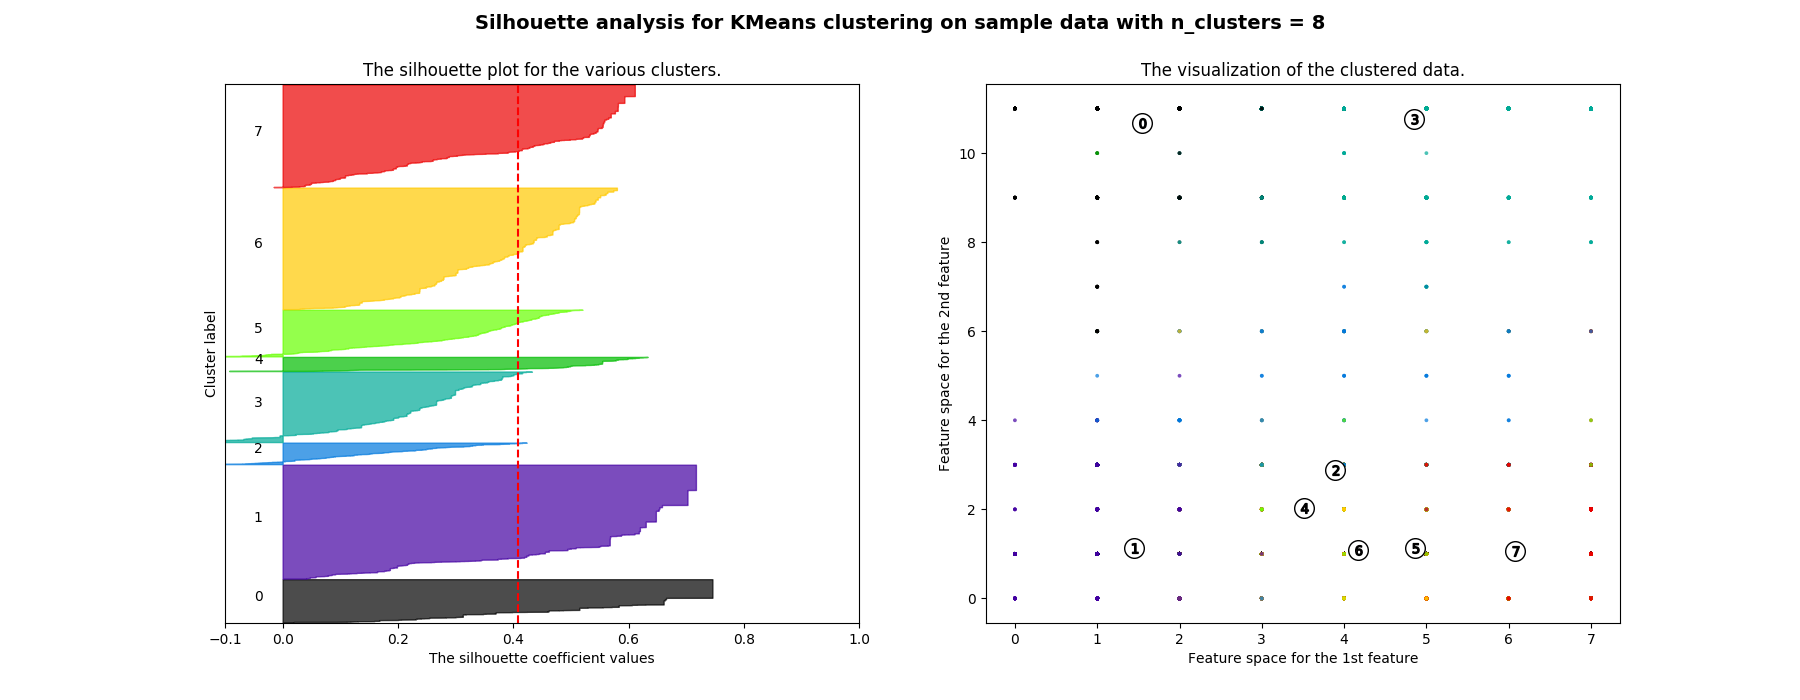 Silhouette analysis for KMeans clustering on sample data with n_clusters = 8
The silhouette plot for the various clusters.
7
6
5
4
3
2
1
0
Cluster label
−0.1 0.0 0.2 0.4 0.6 0.8 1.0
The silhouette coefficient values
The visualization of the clustered data.
10
8
6
4
2
0
Feature space for the 2nd feature
0 3
2
4
1 6 5 7
0 1 2 3 4 5 6 7
Feature space for the 1st feature